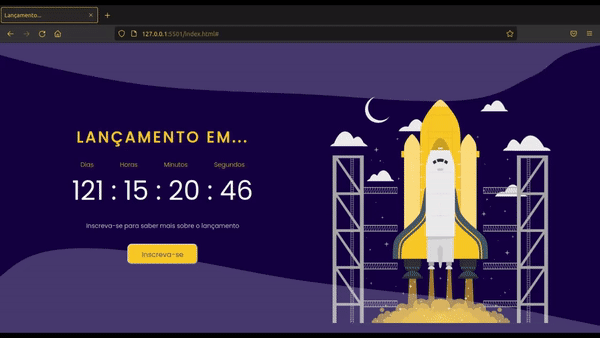 Lançamento...
127.0.0.1:5501/index.html#
LANÇAMENTO EM...
Dias Horas Minutos Segundos
121 : 15 : 20 : 46
Inscreva-se para saber mais sobre o lançamento
Inscreva-se